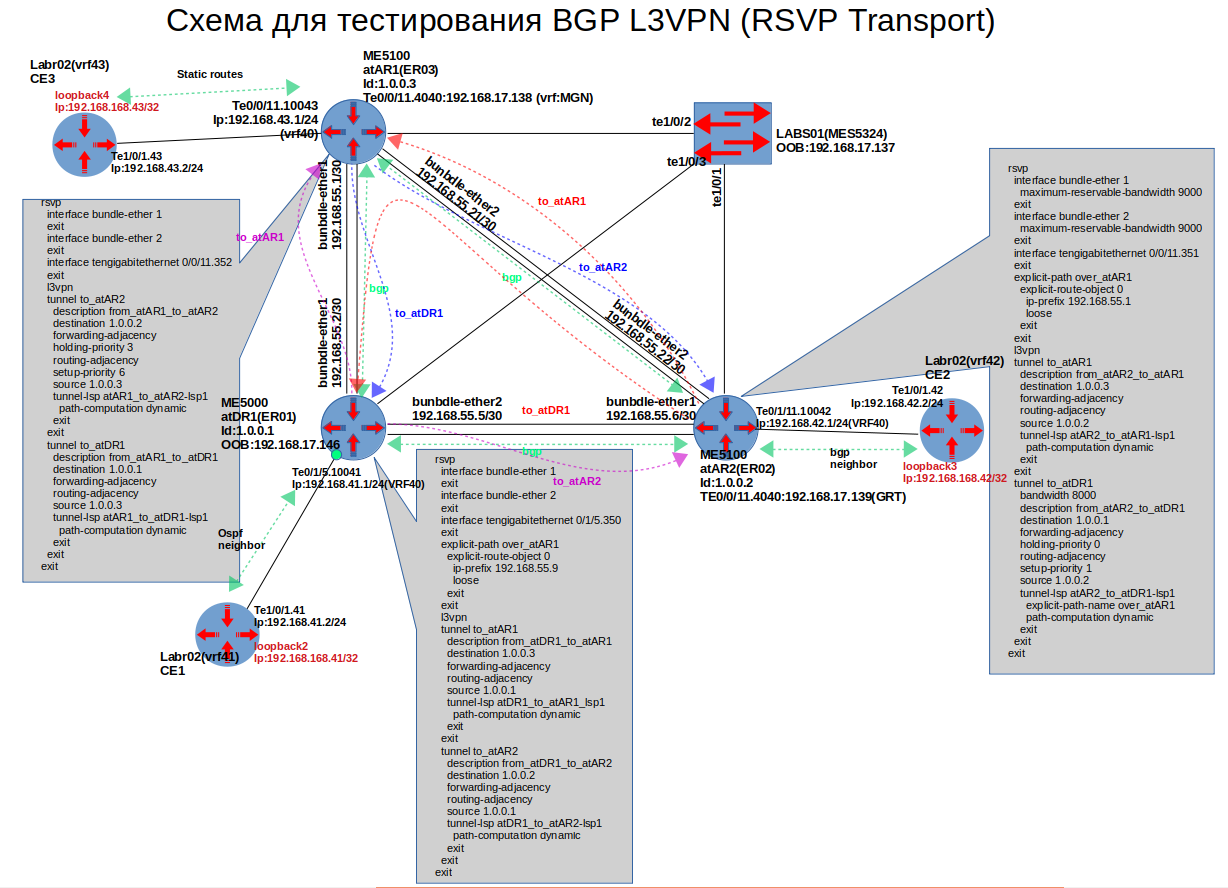 Схема для тестирования BGP L3VPN (RSVP Transport)
Labr02(vrf43)
CE3
loopback4
Ip:192.168.168.43/32
Te1/0/1.43
Ip:192.168.43.2/24
Static routes
Te0/0/11.10043
Ip:192.168.43.1/24
(vrf40)
ME5100
atAR1(ER03)
Id:1.0.0.3
Te0/0/11.4040:192.168.17.138 (vrf:MGN)
te1/0/2
te1/0/3
te1/0/1
LABS01(MES5324)
OOB:192.168.17.137
bunbdle-ether1
192.168.55.1/30
bunbdle-ether2
192.168.55.21/30
to_atAR1
to_atAR1
to_atAR2
bgp
bgp
to_atDR1
bunbdle-ether1
192.168.55.2/30
bunbdle-ether2
192.168.55.22/30
rsvp
interface bundle-ether 1
exit
interface bundle-ether 2
exit
interface tengigabitethernet 0/0/11.352
exit
l3vpn
tunnel to_atAR2
description from_atAR1_to_atAR2
destination 1.0.0.2
forwarding-adjacency
holding-priority 3
routing-adjacency
setup-priority 6
source 1.0.0.3
tunnel-lsp atAR1_to_atAR2-lsp1
path-computation dynamic
exit
exit
tunnel to_atDR1
description from_atAR1_to_atDR1
destination 1.0.0.1
forwarding-adjacency
routing-adjacency
source 1.0.0.3
tunnel-lsp atAR1_to_atDR1-lsp1
path-computation dynamic
exit
exit
exit
ME5000
atDR1(ER01)
Id:1.0.0.1
OOB:192.168.17.146
Te0/1/5.10041
Ip:192.168.41.1/24(VRF40)
bunbdle-ether2
192.168.55.5/30
to_atDR1
bunbdle-ether1
192.168.55.6/30
bgp
to_atAR2
ME5100
atAR2(ER02)
Id:1.0.0.2
TE0/0/11.4040:192.168.17.139(GRT)
Te0/1/11.10042
Ip:192.168.42.1/24(VRF40)
bgp
neighbor
Labr02(vrf42)
CE2
Te1/0/1.42
Ip:192.168.42.2/24
loopback3
Ip:192.168.168.42/32
Ospf
neighbor
Te1/0/1.41
Ip:192.168.41.2/24
loopback2
Ip:192.168.168.41/32
Labr02(vrf41)
CE1
rsvp
interface bundle-ether 1
exit
interface bundle-ether 2
exit
interface tengigabitethernet 0/1/5.350
exit
explicit-path over_atAR1
explicit-route-object 0
ip-prefix 192.168.55.9
loose
exit
exit
l3vpn
tunnel to_atAR1
description from_atDR1_to_atAR1
destination 1.0.0.3
forwarding-adjacency
routing-adjacency
source 1.0.0.1
tunnel-lsp atDR1_to_atAR1_lsp1
path-computation dynamic
exit
exit
tunnel to_atAR2
description from_atDR1_to_atAR2
destination 1.0.0.2
forwarding-adjacency
routing-adjacency
source 1.0.0.1
tunnel-lsp atDR1_to_atAR2-lsp1
path-computation dynamic
exit
exit
exit
rsvp
interface bundle-ether 1
maximum-reservable-bandwidth 9000
exit
interface bundle-ether 2
maximum-reservable-bandwidth 9000
exit
interface tengigabitethernet 0/0/11.351
exit
explicit-path over_atAR1
explicit-route-object 0
ip-prefix 192.168.55.1
loose
exit
exit
l3vpn
tunnel to_atAR1
description from_atAR2_to_atAR1
destination 1.0.0.3
forwarding-adjacency
routing-adjacency
source 1.0.0.2
tunnel-lsp atAR2_to_atAR1-lsp1
path-computation dynamic
exit
exit
tunnel to_atDR1
bandwidth 8000
description from_atAR2_to_atDR1
destination 1.0.0.1
forwarding-adjacency
holding-priority 0
routing-adjacency
setup-priority 1
source 1.0.0.2
tunnel-lsp atAR2_to_atDR1-lsp1
explicit-path-name over_atAR1
path-computation dynamic
exit
exit
exit